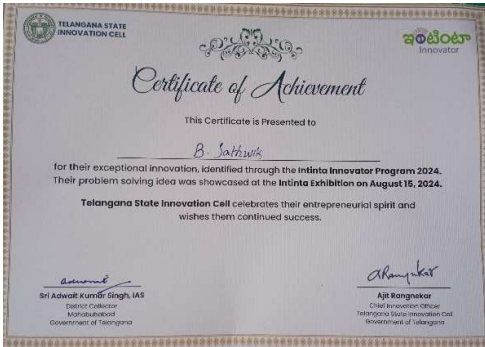 TELANGANA STATE
INNOVATION CELL
ఇంటింటా
Innovator
Certificate of Achievement
This Certificate is Presented to
B. Sathwik
for their exceptional innovation, identified through the Intinta Innovator Program 2024.
Their problem solving idea was showcased at the Intinta Exhibition on August 15, 2024.
Telangana State Innovation Cell celebrates their entrepreneurial spirit and
wishes them continued success.
Sri Adwait Kumar Singh, IAS
District Collector
Mahabubabad
Government of Telangana
ARangnekar
Ajit Rangnekar
Chief Innovation Officer
Telangana State Innovation Cell
Government of Telangana